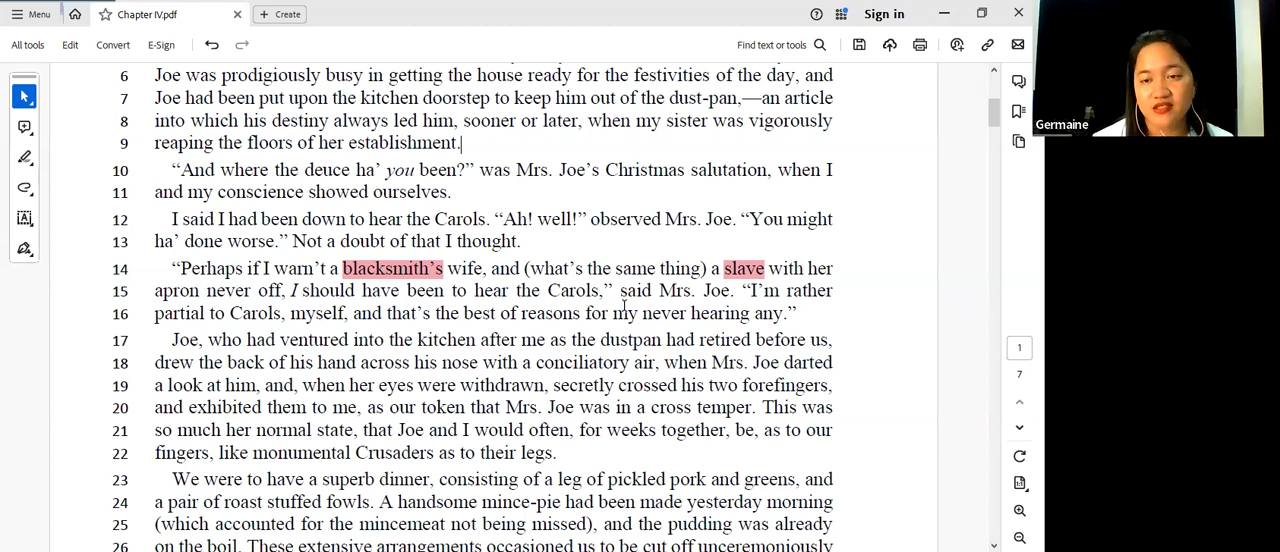 Menu
Chapter IV.pdf
Create
Sign in
All tools
Edit
Convert
E-Sign
Find text or tools
6 Joe was prodigiously busy in getting the house ready for the festivities of the day, and
7 Joe had been put upon the kitchen doorstep to keep him out of the dust-pan,—an article
8 into which his destiny always led him, sooner or later, when my sister was vigorously
9 reaping the floors of her establishment.
10 “And where the deuce ha’ you been?” was Mrs. Joe’s Christmas salutation, when I
11 and my conscience showed ourselves.
12 I said I had been down to hear the Carols. “Ah! well!” observed Mrs. Joe. “You might
13 ha’ done worse.” Not a doubt of that I thought.
14 “Perhaps if I warn’t a blacksmith’s wife, and (what’s the same thing) a slave with her
15 apron never off, I should have been to hear the Carols,” said Mrs. Joe. “I’m rather
16 partial to Carols, myself, and that’s the best of reasons for my never hearing any.”
17 Joe, who had ventured into the kitchen after me as the dustpan had retired before us,
18 drew the back of his hand across his nose with a conciliatory air, when Mrs. Joe darted
19 a look at him, and, when her eyes were withdrawn, secretly crossed his two forefingers,
20 and exhibited them to me, as our token that Mrs. Joe was in a cross temper. This was
21 so much her normal state, that Joe and I would often, for weeks together, be, as to our
22 fingers, like monumental Crusaders as to their legs.
23 We were to have a superb dinner, consisting of a leg of pickled pork and greens, and
24 a pair of roast stuffed fowls. A handsome mince-pie had been made yesterday morning
25 (which accounted for the mincemeat not being missed), and the pudding was already
26 on the boil. These extensive arrangements occasioned us to be cut off unceremoniously
1
7
Germaine